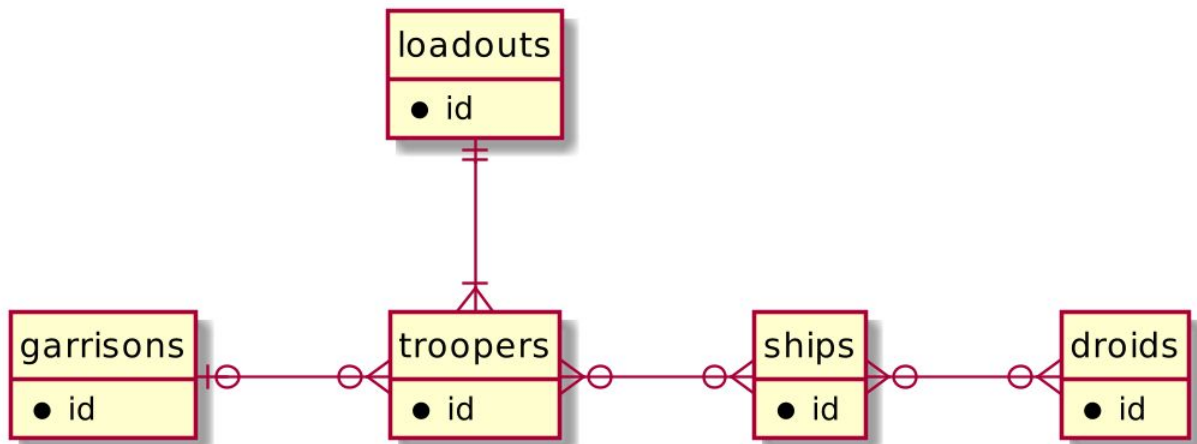 loadouts
id
garrisons
id
troopers
id
ships
id
droids
id